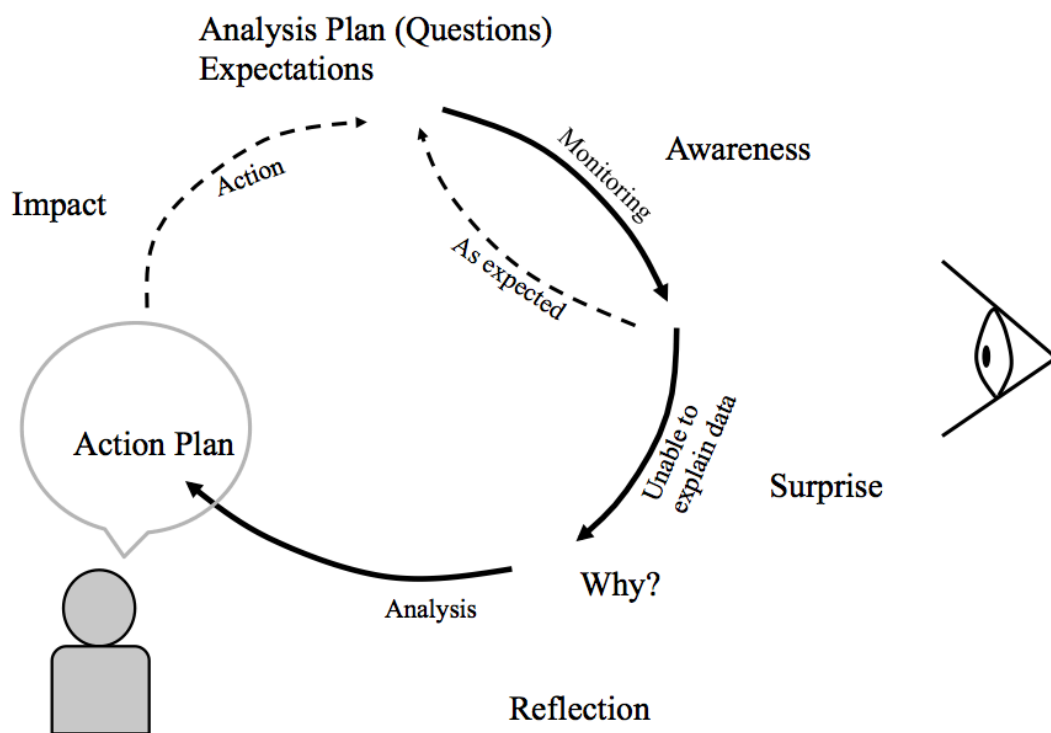 Analysis Plan (Questions)
Expectations
Monitoring
Awareness
Action
Impact
As expected
Action Plan
Unable to
explain data
Surprise
Why?
Analysis
Reflection